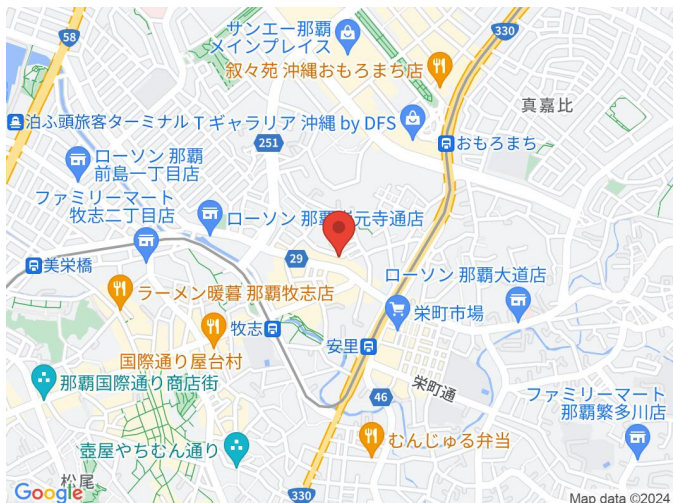 58
サンエー那覇
メインプレイス
330
叙々苑 沖縄おもろまち店
真嘉比
泊ふ頭旅客ターミナル
Tギャラリア 沖縄 by DFS
251
おもろまち
ローソン 那覇
前島一丁目店
ファミリーマート
牧志二丁目店
ローソン 那覇
元寺通店
美栄橋
29
ローソン 那覇大道店
ラーメン暖暮 那覇牧志店
栄町市場
牧志
国際通り屋台村
安里
那覇国際通り商店街
46
栄町通
ファミリーマート
那覇繁多川店
壺屋やちむん通り
むんじゅる弁当
松尾
Google
330
Map data ©2024